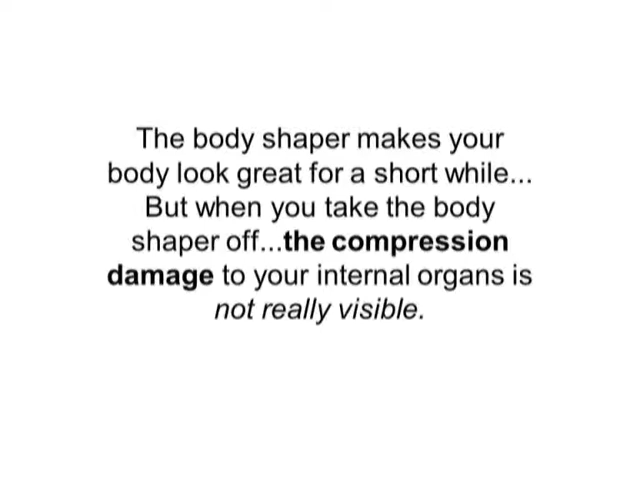 The body shaper makes your
body look great for a short while...
But when you take the body
shaper off...the compression
damage to your internal organs is
not really visible.